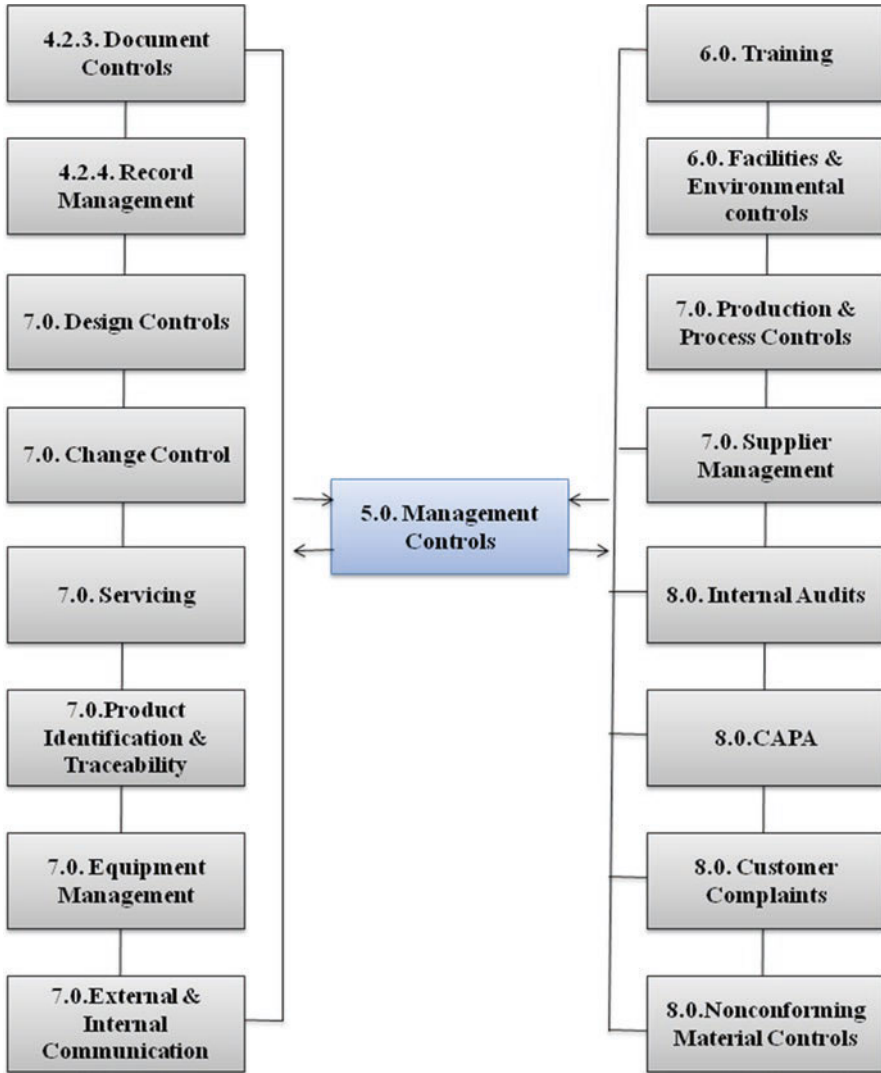 4.2.3. Document
Controls
4.2.4. Record
Management
7.0. Design Controls
7.0. Change Control
7.0. Servicing
7.0.Product
Identification &
Traceability
7.0. Equipment
Management
7.0.External &
Internal
Communication
5.0. Management
Controls
6.0. Training
6.0. Facilities &
Environmental
controls
7.0. Production &
Process Controls
7.0. Supplier
Management
8.0. Internal Audits
8.0.CAPA
8.0. Customer
Complaints
8.0.Nonconforming
Material Controls